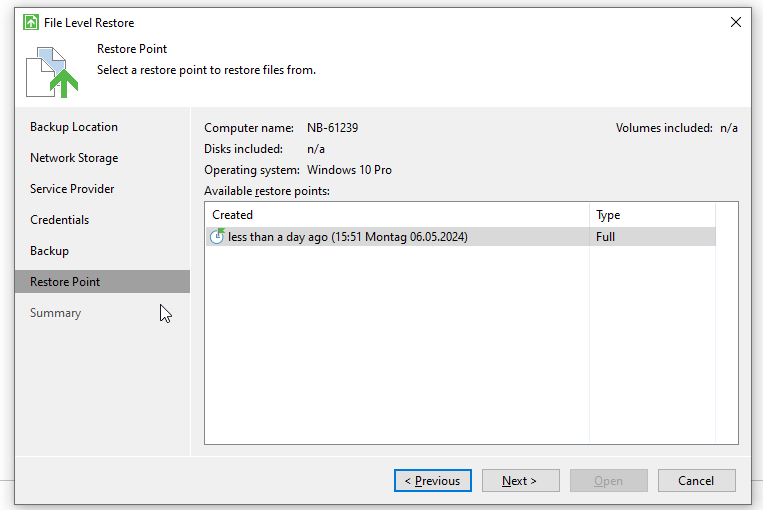 File Level Restore
Restore Point
Select a restore point to restore files from.
Backup Location
Network Storage
Service Provider
Credentials
Backup
Restore Point
Summary
Computer name: NB-61239 Volumes included: n/a
Disks included: n/a
Operating system: Windows 10 Pro
Available restore points:
Created Type
less than a day ago (15:51 Montag 06.05.2024) Full
< Previous Next > Open Cancel